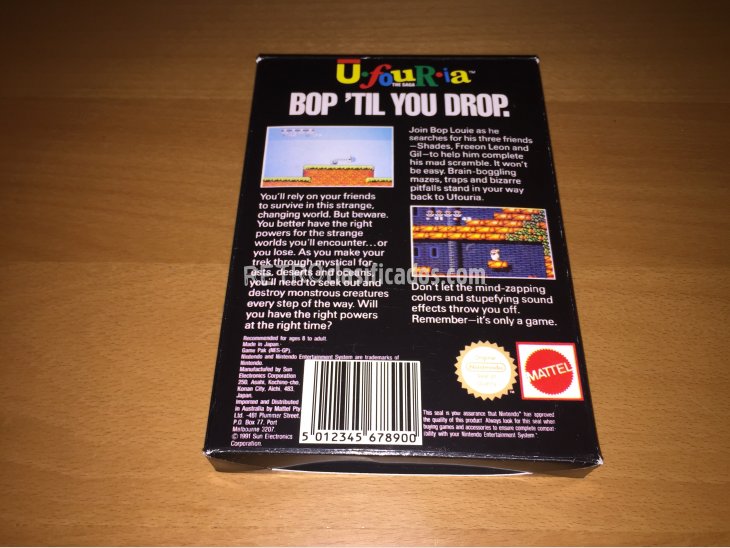 U·fouR·ia™
THE SAGA
BOP 'TIL YOU DROP.
You'll rely on your friends
to survive in this strange,
changing world. But beware.
You better have the right
powers for the strange
worlds you'll encounter...or
you lose. As you make your
trek through mystical for-
ests, deserts and oceans,
you'll need to seek out and
destroy monstrous creatures
every step of the way. Will
you have the right powers
at the right time?
Join Bop Louie as he
searches for his three friends
—Shades, Freeon Leon and
Gil—to help him complete
his mad scramble. It won't
be easy. Brain-boggling
mazes, traps and bizarre
pitfalls stand in your way
back to Ufouria.
Don't let the mind-zapping
colors and stupefying sound
effects throw you off.
Remember—it's only a game.
RETROclasificados.com
Recommended for ages 6 to adult.
Made in Japan.
Game Pak (NES-GP).
Nintendo and Nintendo Entertainment System are trademarks of
Nintendo.
Manufactured by Sun
Electronics Corporation
250, Asahi, Kochino-cho,
Konan City, Aichi, 483,
Japan.
Imported and Distributed
in Australia by Mattel Pty
Ltd. -461 Plummer Street,
P.O. Box 77, Port
Melbourne 3207.
©1991 Sun Electronics
Corporation.
5 012345 678900
Nintendo
MATTEL
This seal is your assurance that Nintendo® has approved
the quality of this product. Always look for this seal when
buying games and accessories to ensure complete compat-
ibility with your Nintendo Entertainment System.™